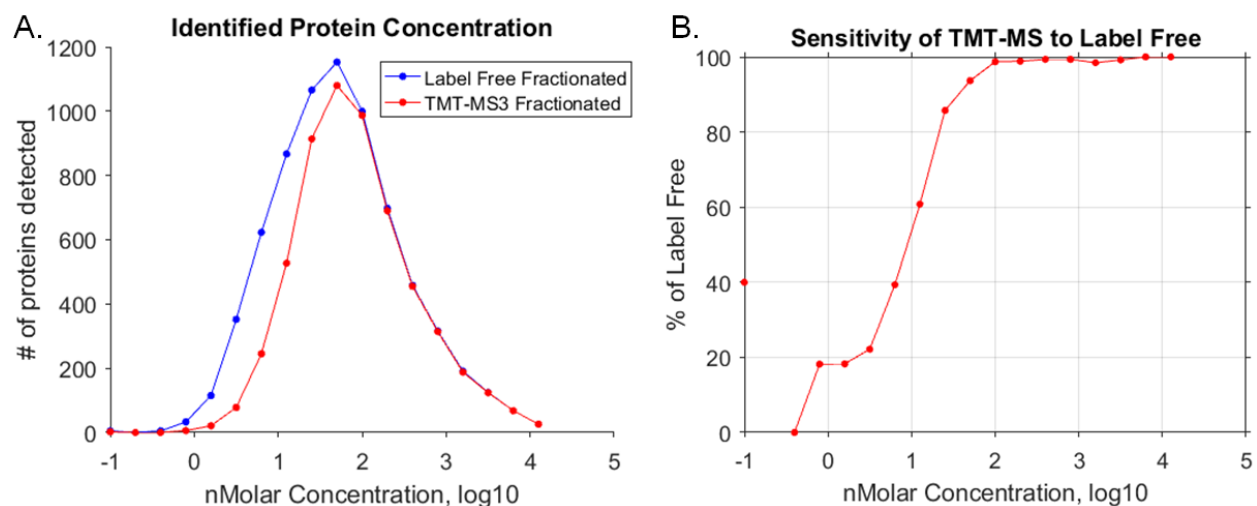 A.
Identified Protein Concentration
1200
1000
800
600
400
200
0
# of proteins detected
Label Free Fractionated
TMT-MS3 Fractionated
-1 0 1 2 3 4 5
nMolar Concentration, log10
B.
Sensitivity of TMT-MS to Label Free
100
80
60
40
20
0
% of Label Free
-1 0 1 2 3 4 5
nMolar Concentration, log10